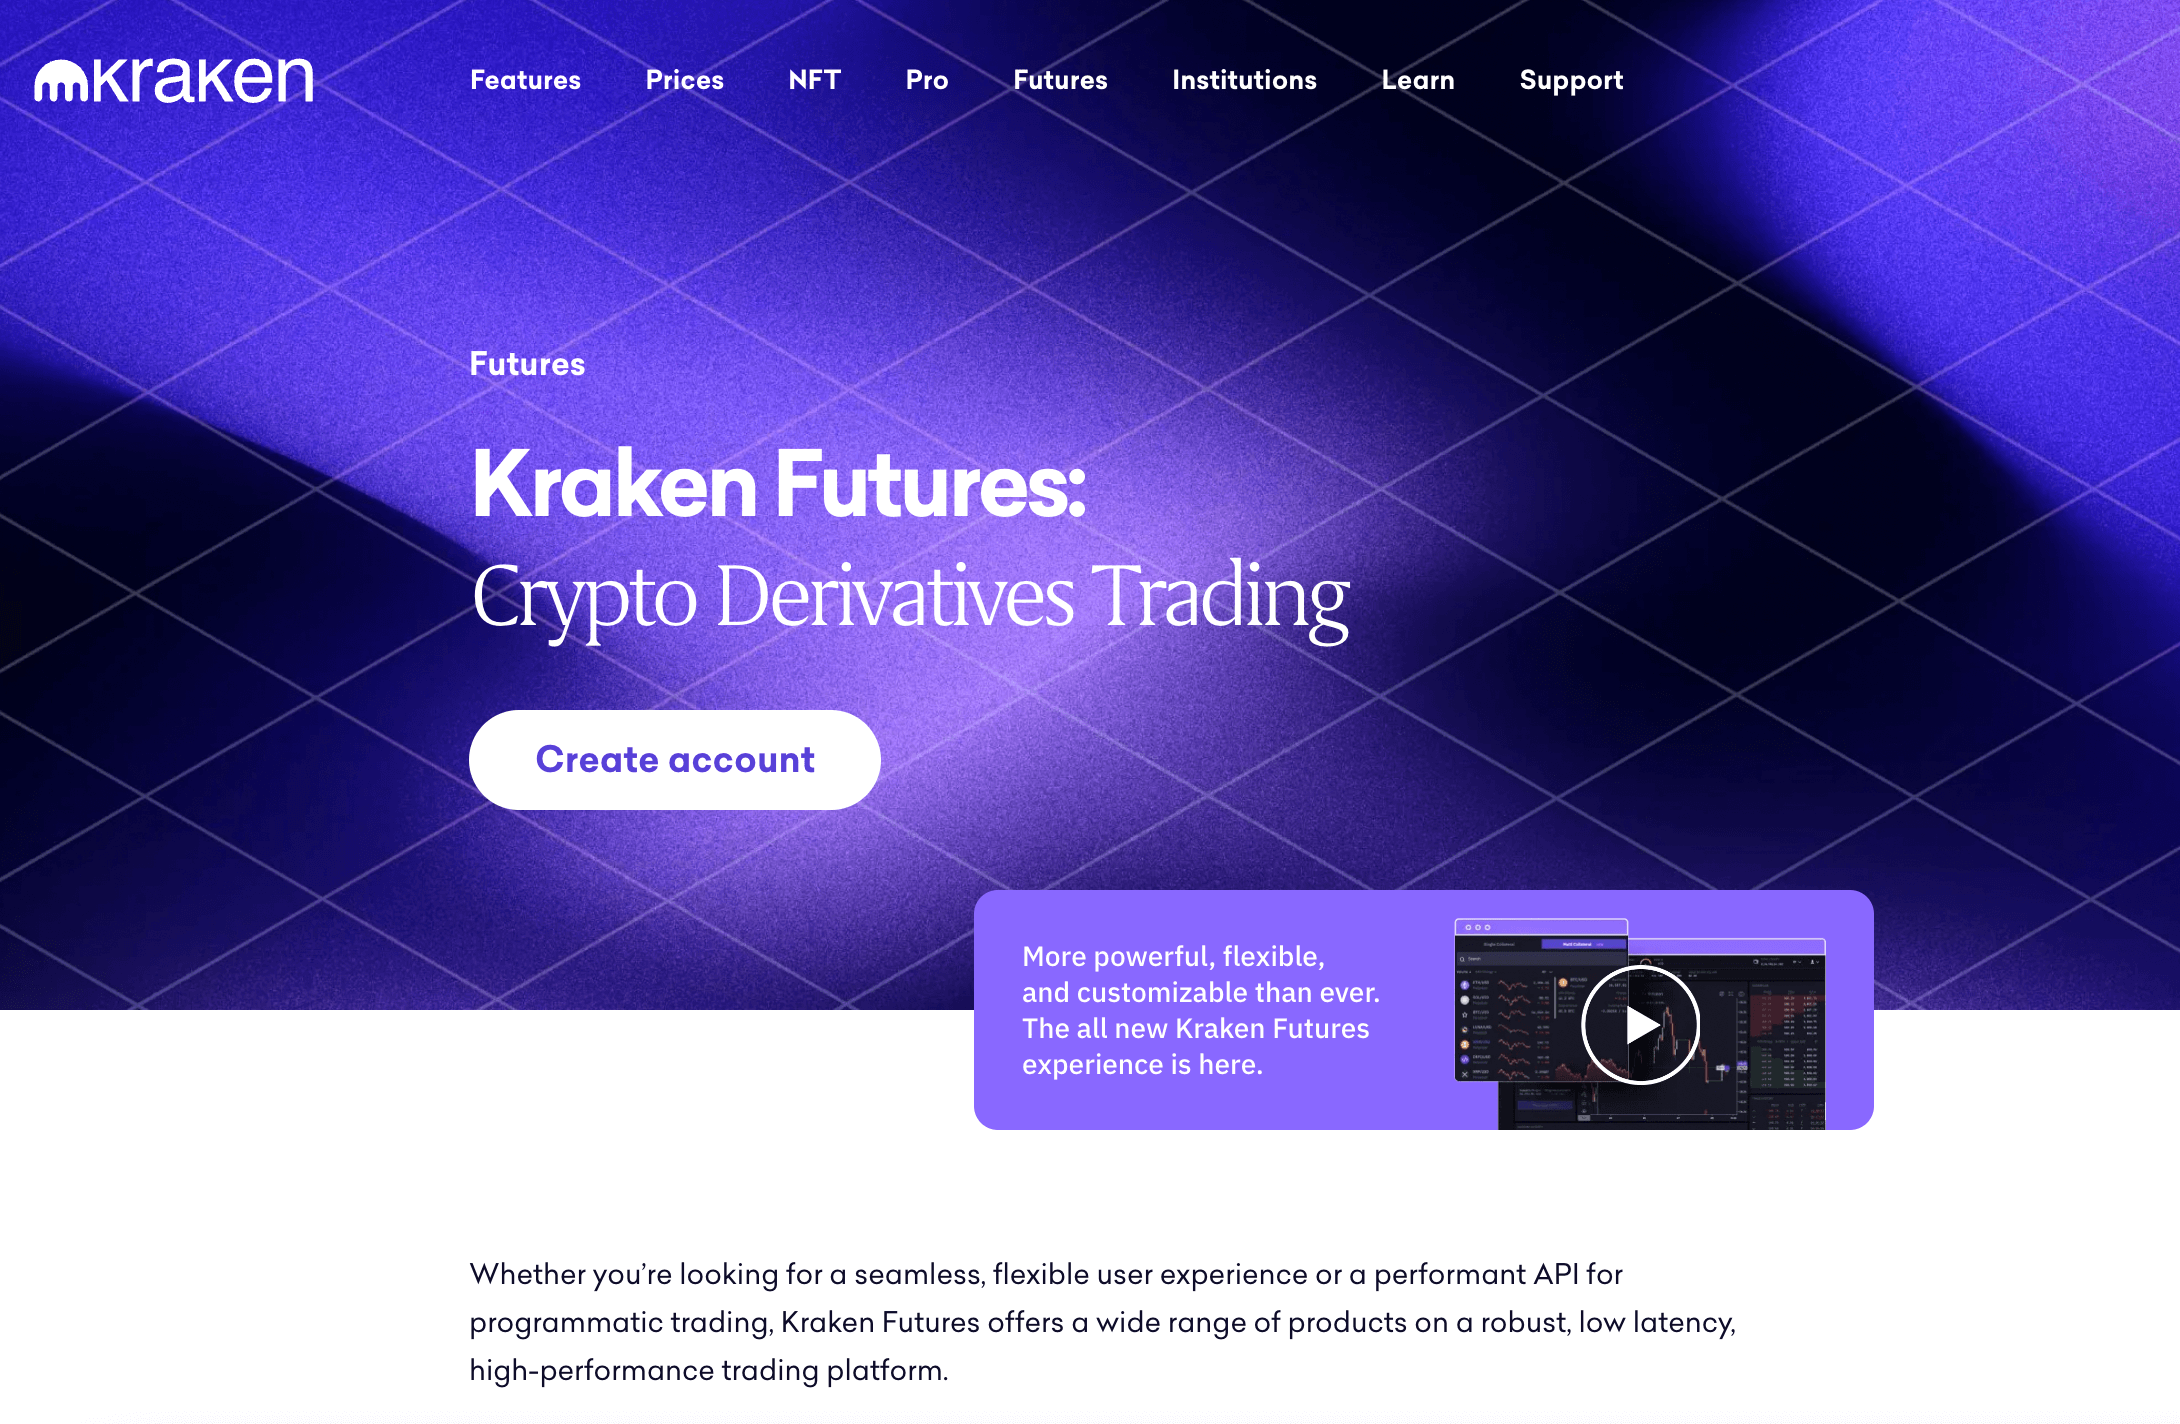 kraken
Features
Prices
NFT
Pro
Futures
Institutions
Learn
Support
Futures
Kraken Futures:
Crypto Derivatives Trading
Create account
More powerful, flexible,
and customizable than ever.
The all new Kraken Futures
experience is here.
Search
Whether you’re looking for a seamless, flexible user experience or a performant API for
programmatic trading, Kraken Futures offers a wide range of products on a robust, low latency,
high-performance trading platform.